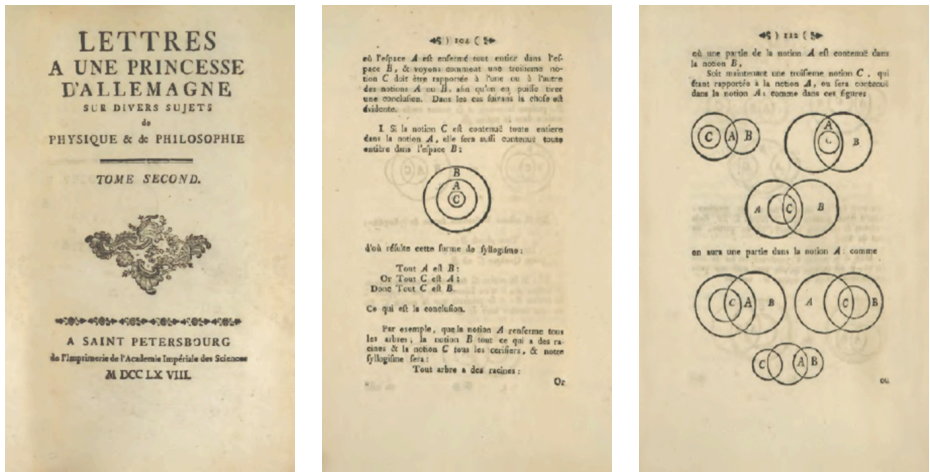 LETTRES
A UNE PRINCESSE
D'ALLEMAGNE
SUR DIVERS SUJETS
de
PHYSIQUE & de PHILOSOPHIE
TOME SECOND.
A SAINT PETERSBOURG
de l'Imprimerie de l'Academie Impériale des Sciences
M DCC LX VIII.
) 104 (
où l'espace A est enfermé tout entier dans l'es-
pace B, & voyons comment une troisieme no-
tion C doit être rapportée à l'une ou à l'autre
des notions A ou B, afin qu'on en puisse tirer
une conclusion. Dans les cas suivans la chose est
évidente.
I. Si la notion C est contenuë toute entiere
dans la notion A, elle sera aussi contenuë toute
entiére dans l'espace B:
B
A
C
d'où résulte cette forme de syllogisme:
Tout A est B:
Or Tout C est A:
Donc Tout C est B.
Ce qui est la conclusion.
Par exemple, que la notion A renferme tous
les arbres; la notion B tout ce qui a des ra-
cines & la notion C tous les cerisiers, & notre
syllogisme sera:
Tout arbre a des racines:
Or
où une partie de la notion A est contenuë dans
la notion B.
Soit maintenant une troisieme notion C, qui
étant rapportée à la notion A, en sera contenuë
dans la notion A: comme dans ces figures
C A B
A
C B
A C B
ou aura une partie dans la notion A: comme
C A B
A C B
C A B
ou